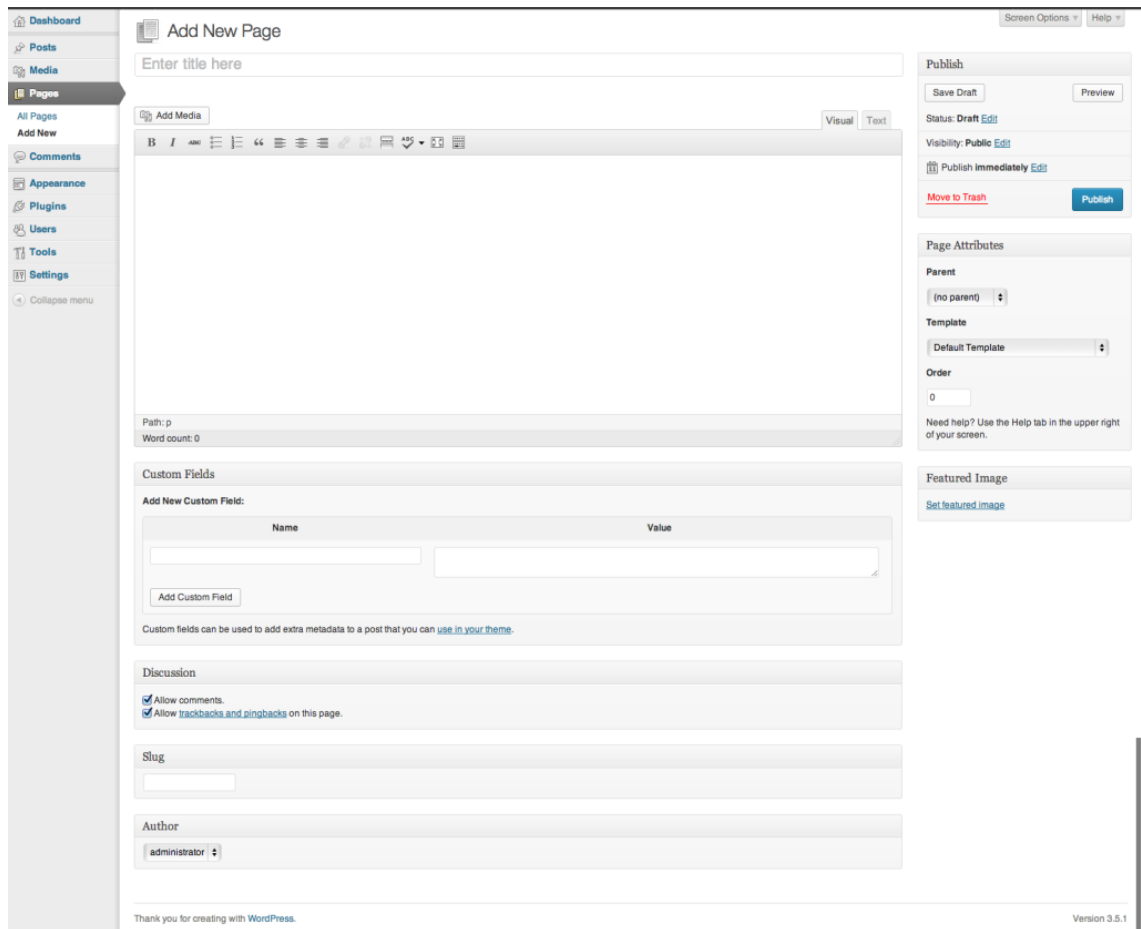 Dashboard
Posts
Media
Pages
All Pages
Add New
Comments
Appearance
Plugins
Users
Tools
Settings
Collapse menu
Screen Options Help
Add New Page
Enter title here
Add Media
Visual Text
B I ABC “ ABC
Path: p
Word count: 0
Custom Fields
Add New Custom Field:
Name Value
Add Custom Field
Custom fields can be used to add extra metadata to a post that you can use in your theme.
Discussion
Allow comments.
Allow trackbacks and pingbacks on this page.
Slug
Author
administrator
Publish
Save Draft Preview
Status: Draft Edit
Visibility: Public Edit
Publish immediately Edit
Move to Trash Publish
Page Attributes
Parent
(no parent)
Template
Default Template
Order
0
Need help? Use the Help tab in the upper right
of your screen.
Featured Image
Set featured image
Thank you for creating with WordPress. Version 3.5.1